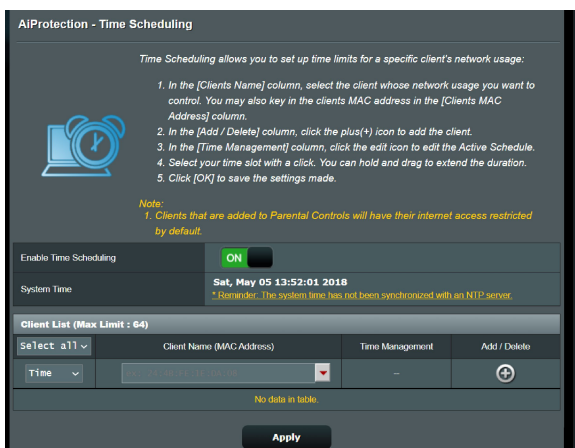 AiProtection - Time Scheduling
Time Scheduling allows you to set up time limits for a specific client's network usage:
1. In the [Clients Name] column, select the client whose network usage you want to
control. You may also key in the clients MAC address in the [Clients MAC
Address] column.
2. In the [Add / Delete] column, click the plus(+) icon to add the client.
3. In the [Time Management] column, click the edit icon to edit the Active Schedule.
4. Select your time slot with a click. You can hold and drag to extend the duration.
5. Click [OK] to save the settings made.
Note:
1. Clients that are added to Parental Controls will have their internet access restricted
by default.
Enable Time Scheduling
ON
System Time
Sat, May 05 13:52:01 2018
* Reminder: The system time has not been synchronized with an NTP server.
Client List (Max Limit : 64)
Select all
Client Name (MAC Address)
Time Management
Add / Delete
Time
--
No data in table.
Apply